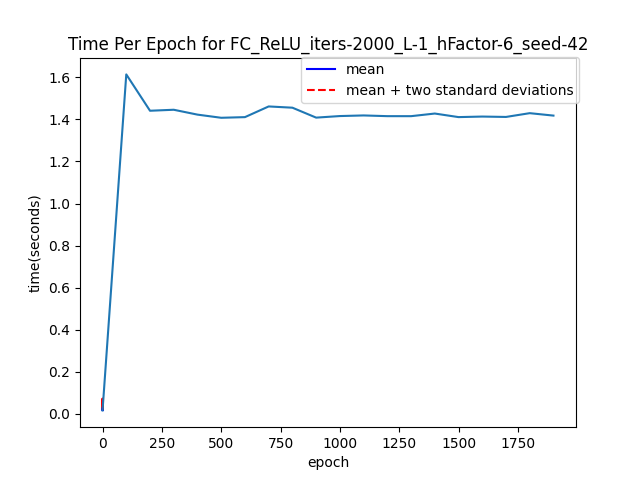 Time Per Epoch for FC_ReLU_iters-2000_L-1_hFactor-6_seed-42
mean
mean + two standard deviations
1.6
1.4
1.2
1.0
0.8
0.6
0.4
0.2
0.0
time(seconds)
0 250 500 750 1000 1250 1500 1750
epoch